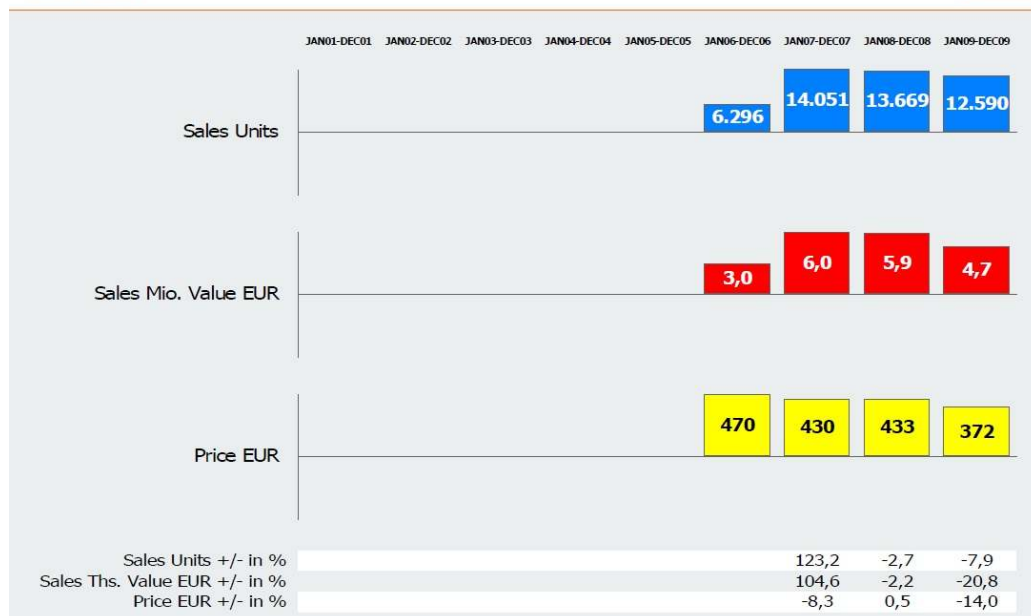 JAN01-DEC01 JAN02-DEC02 JAN03-DEC03 JAN04-DEC04 JAN05-DEC05 JAN06-DEC06 JAN07-DEC07 JAN08-DEC08 JAN09-DEC09
Sales Units 6.296 14.051 13.669 12.590
Sales Mio. Value EUR 3,0 6,0 5,9 4,7
Price EUR 470 430 433 372
Sales Units +/- in % 123,2 -2,7 -7,9
Sales Ths. Value EUR +/- in % 104,6 -2,2 -20,8
Price EUR +/- in % -8,3 0,5 -14,0